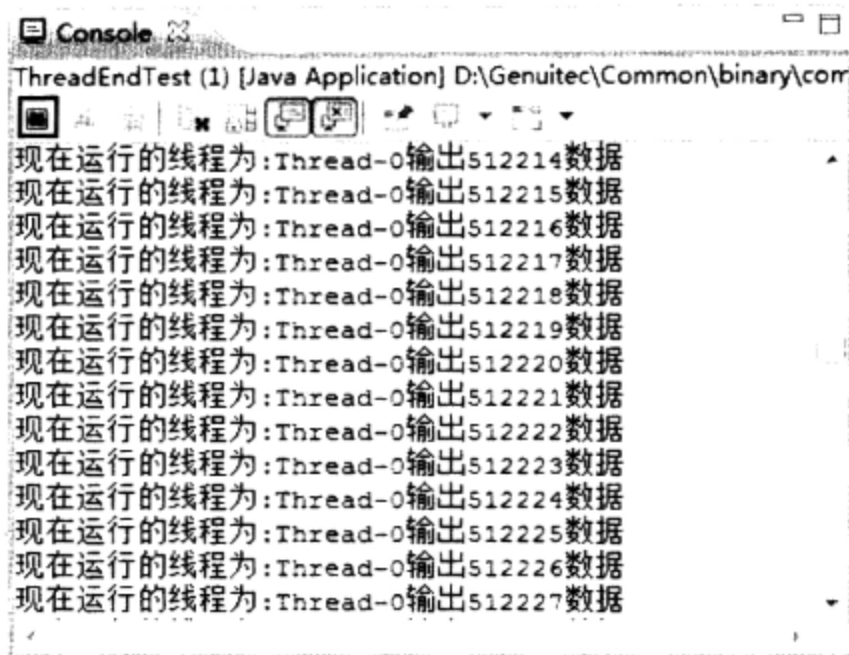 Console
ThreadEndTest (1) [Java Application] D:\Genuitec\Common\binary\com
现在运行的线程为:Thread-0输出512214数据
现在运行的线程为:Thread-0输出512215数据
现在运行的线程为:Thread-0输出512216数据
现在运行的线程为:Thread-0输出512217数据
现在运行的线程为:Thread-0输出512218数据
现在运行的线程为:Thread-0输出512219数据
现在运行的线程为:Thread-0输出512220数据
现在运行的线程为:Thread-0输出512221数据
现在运行的线程为:Thread-0输出512222数据
现在运行的线程为:Thread-0输出512223数据
现在运行的线程为:Thread-0输出512224数据
现在运行的线程为:Thread-0输出512225数据
现在运行的线程为:Thread-0输出512226数据
现在运行的线程为:Thread-0输出512227数据